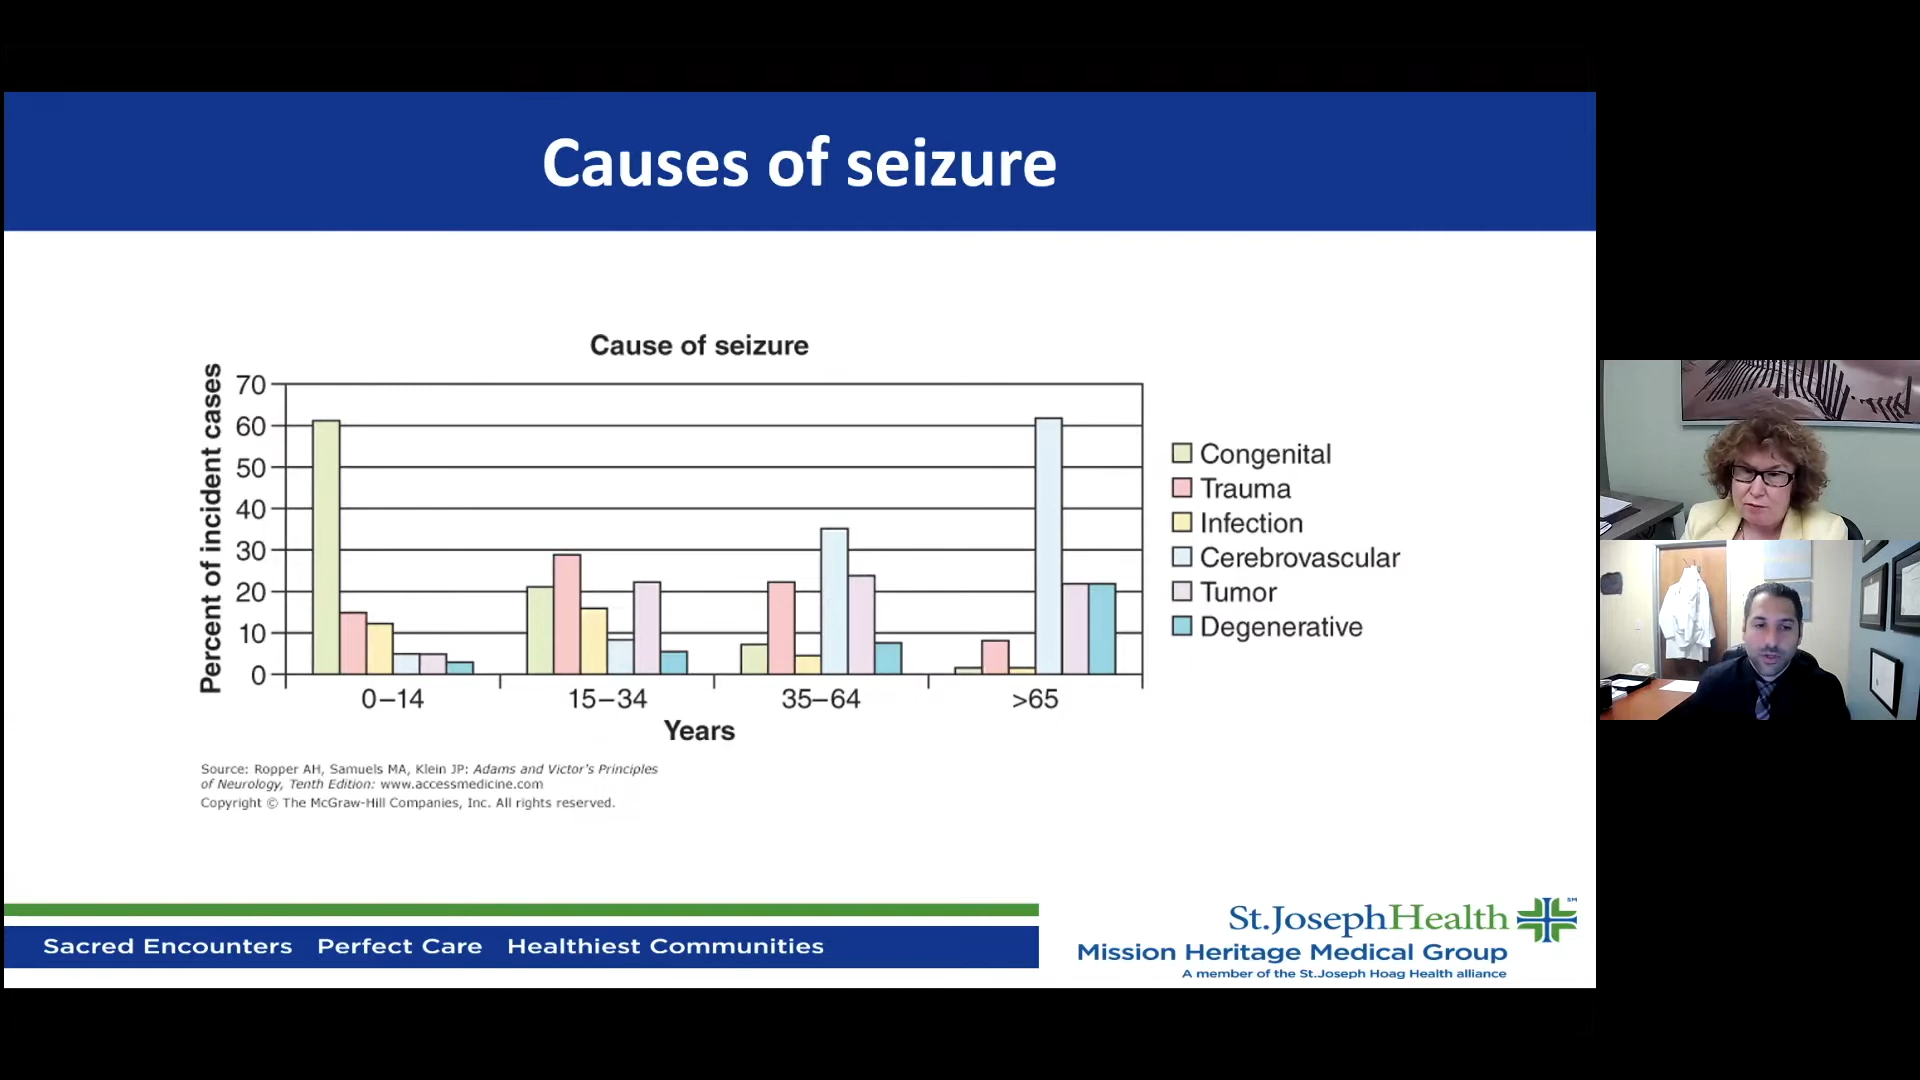 Causes of seizure
Cause of seizure
Percent of incident cases
70
60
50
40
30
20
10
0
0–14
15–34
35–64
>65
Years
Congenital
Trauma
Infection
Cerebrovascular
Tumor
Degenerative
Source: Ropper AH, Samuels MA, Klein JP: Adams and Victor's Principles
of Neurology, Tenth Edition: www.accessmedicine.com
Copyright © The McGraw-Hill Companies, Inc. All rights reserved.
Sacred Encounters Perfect Care Healthiest Communities
St.JosephHealth SM
Mission Heritage Medical Group
A member of the St.Joseph Hoag Health alliance